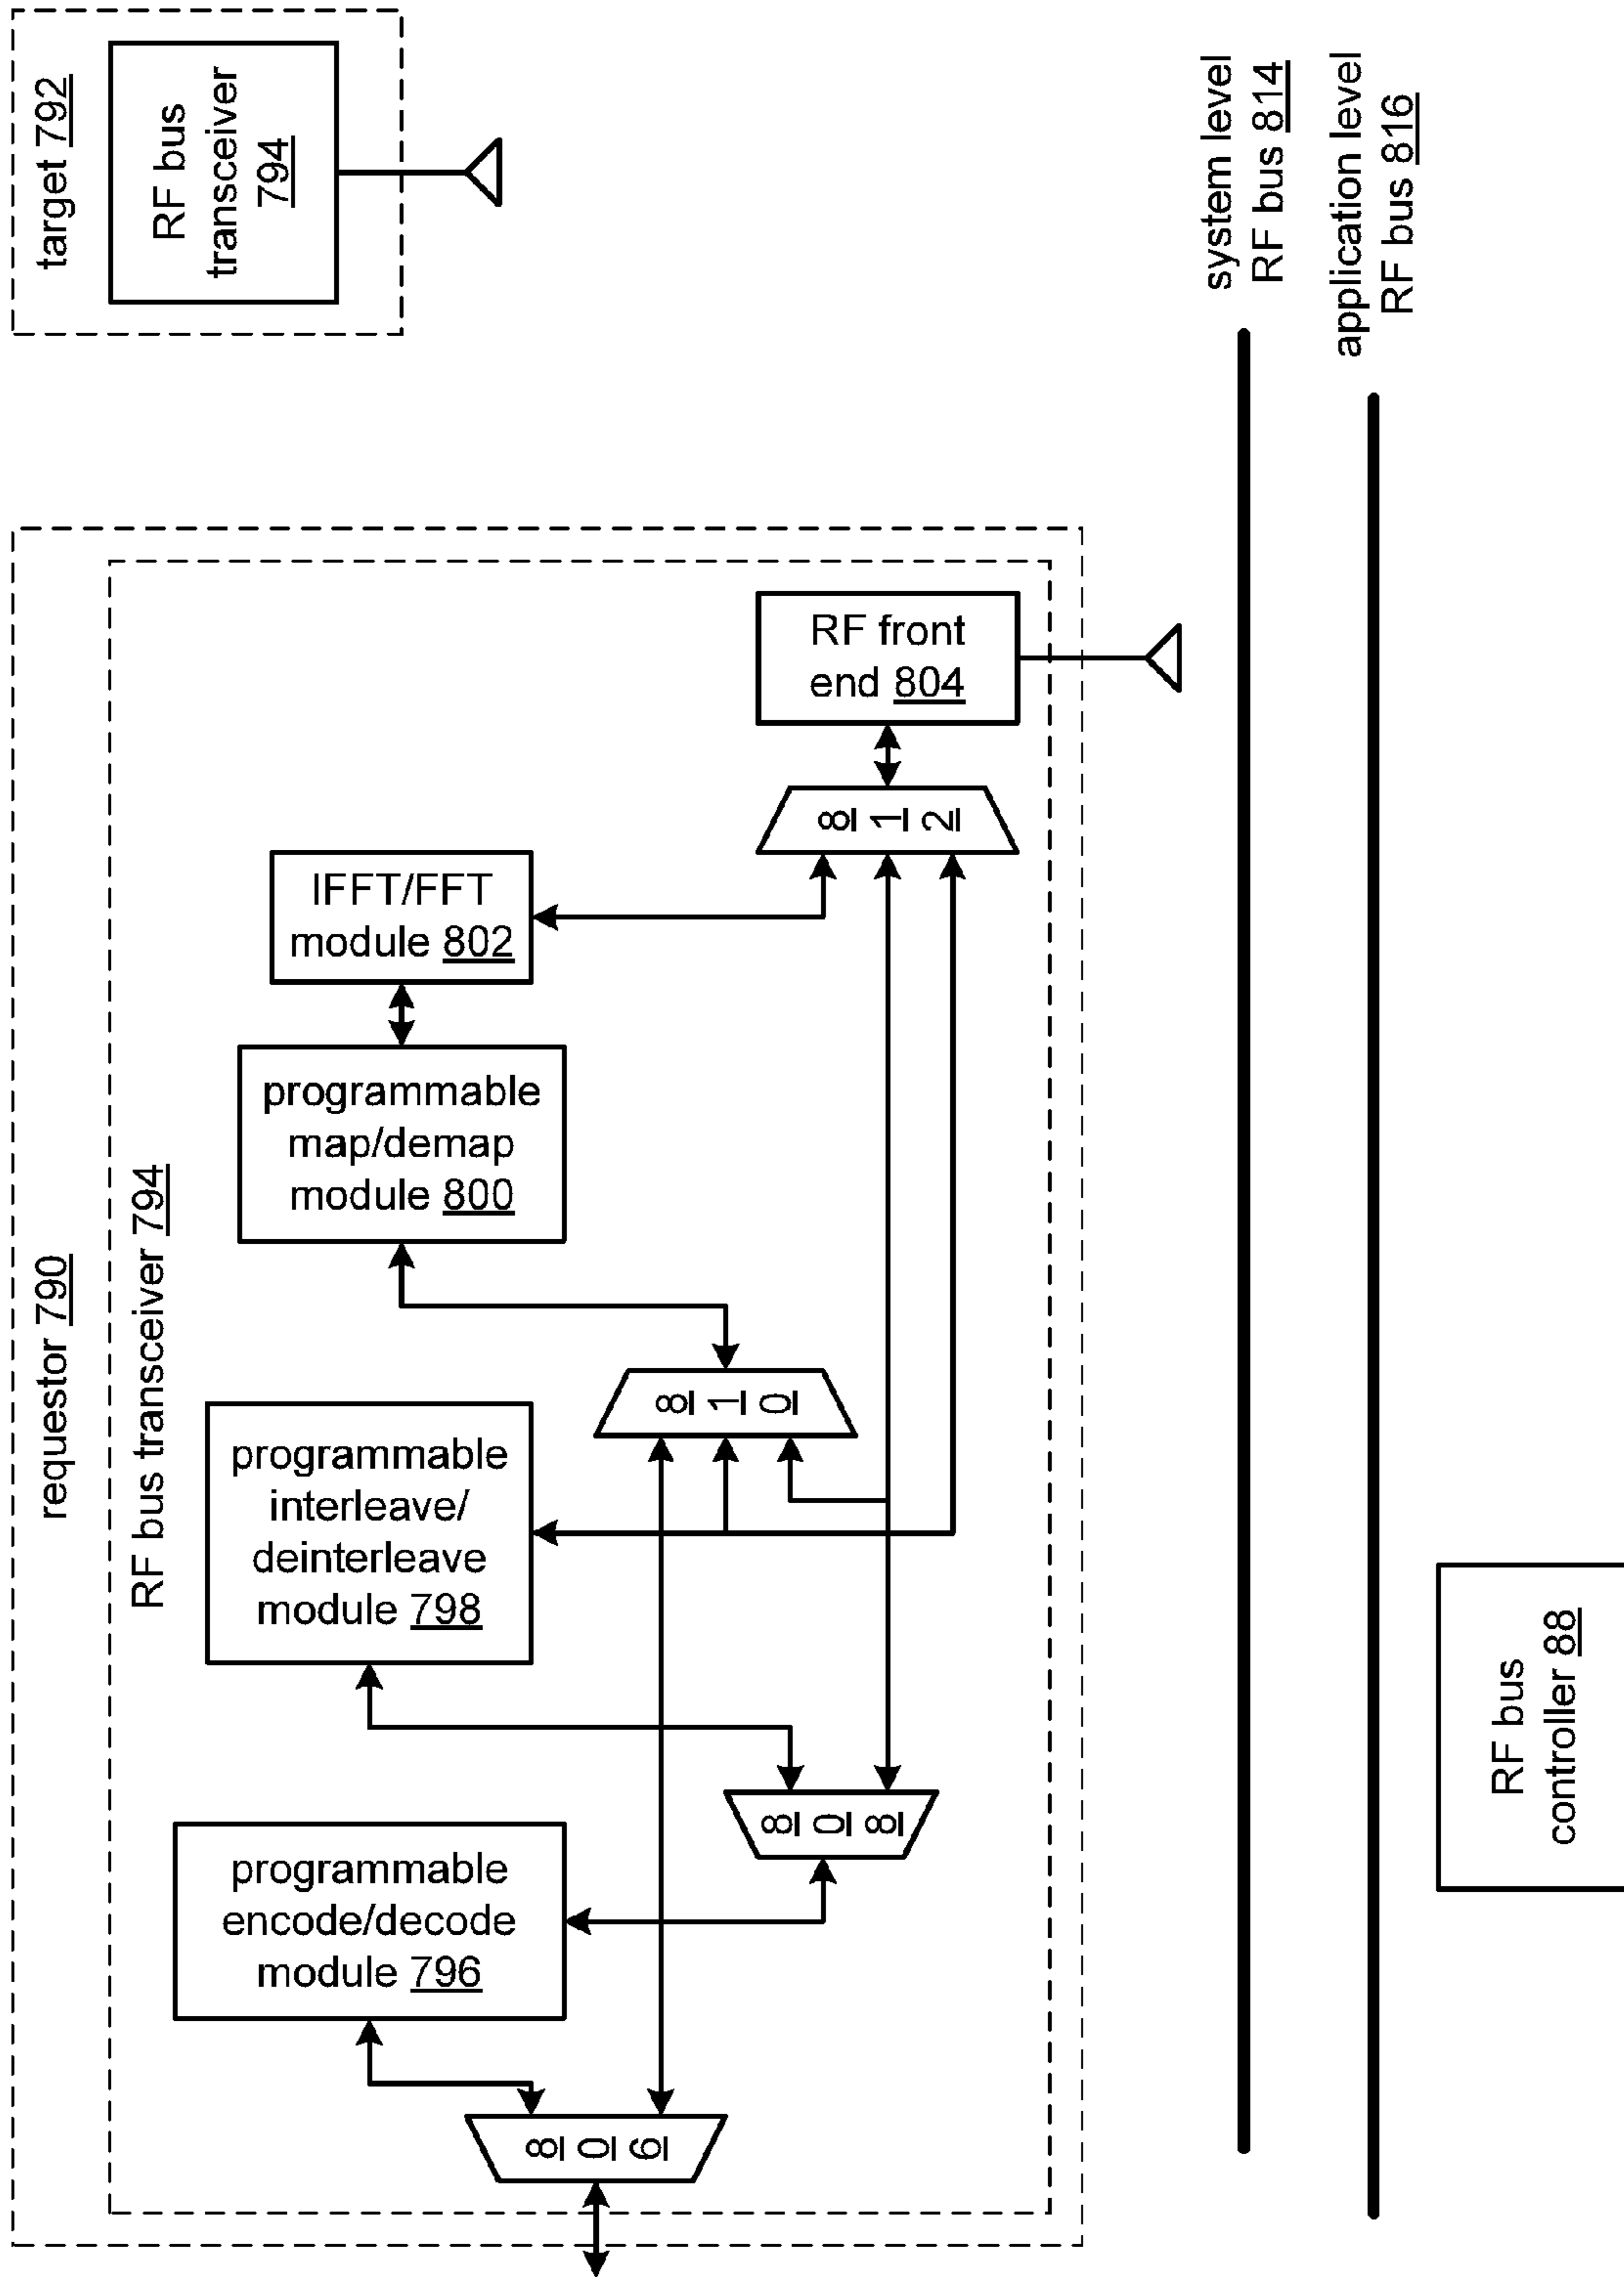 requestor 790
RF bus transceiver 794
programmable
encode/decode
module 796
programmable
interleave/
deinterleave
module 798
programmable
map/demap
module 800
IFFT/FFT
module 802
RF front
end 804
806
808
810
812
target 792
RF bus
transceiver
794
system level
RF bus 814
application level
RF bus 816
RF bus
controller 88